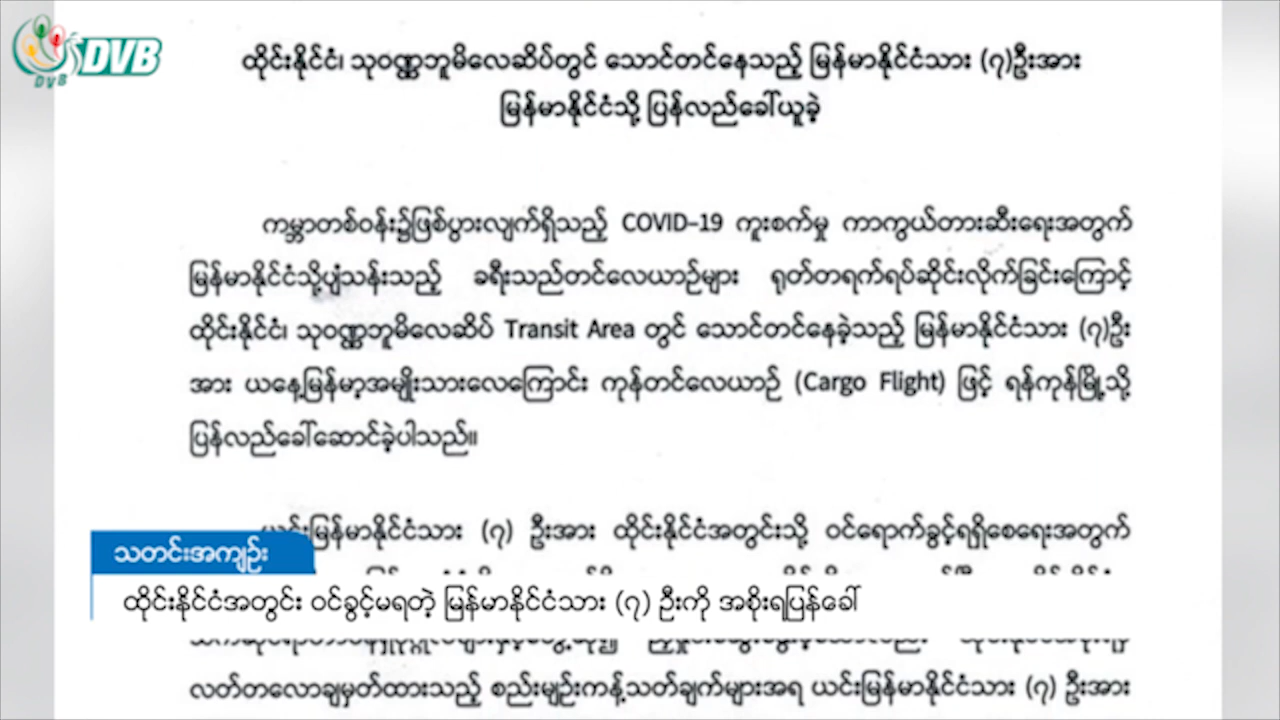 DVB
DVB
ထိုင်းနိုင်ငံ၊ သုဝဏ္ဏဘူမိလေဆိပ်တွင် သောင်တင်နေသည့် မြန်မာနိုင်ငံသား (၇)ဦးအား
မြန်မာနိုင်ငံသို့ ပြန်လည်ခေါ်ယူခဲ့
ကမ္ဘာတစ်ဝန်း၌ဖြစ်ပွားလျက်ရှိသည့် COVID-19 ကူးစက်မှု ကာကွယ်တားဆီးရေးအတွက်
မြန်မာနိုင်ငံသို့ပျံသန်းသည့် ခရီးသည်တင်လေယာဉ်များ ရုတ်တရက်ရပ်ဆိုင်းလိုက်ခြင်းကြောင့်
ထိုင်းနိုင်ငံ၊ သုဝဏ္ဏဘူမိလေဆိပ် Transit Area တွင် သောင်တင်နေခဲ့သည့် မြန်မာနိုင်ငံသား (၇)ဦး
အား ယနေ့မြန်မာ့အမျိုးသားလေကြောင်း ကုန်တင်လေယာဉ် (Cargo Flight) ဖြင့် ရန်ကုန်မြို့သို့
ပြန်လည်ခေါ်ဆောင်ခဲ့ပါသည်။
ယင်းမြန်မာနိုင်ငံသား (၇) ဦးအား ထိုင်းနိုင်ငံအတွင်းသို့ ဝင်ရောက်ခွင့်ရရှိစေရေးအတွက်
သတင်းအကျဉ်း
ထိုင်းနိုင်ငံအတွင်း ဝင်ခွင့်မရတဲ့ မြန်မာနိုင်ငံသား (၇) ဦးကို အစိုးရပြန်ခေါ်
လတ်တလောချမှတ်ထားသည့် စည်းမျဉ်းကန့်သတ်ချက်များအရ ယင်းမြန်မာနိုင်ငံသား (၇) ဦးအား